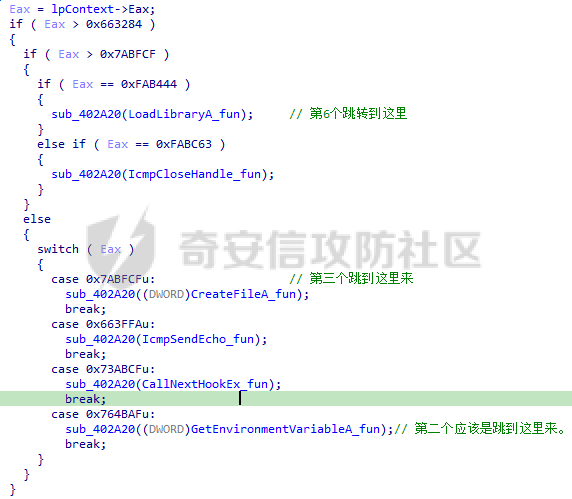 Eax = lpContext->Eax;
if ( Eax > 0x663284 )
{
if ( Eax > 0x7ABFCF )
{
if ( Eax == 0xFAB444 )
{
sub_402A20(LoadLibraryA_fun); // 第6个跳转到这里
}
else if ( Eax == 0xFABC63 )
{
sub_402A20(IcmpCloseHandle_fun);
}
}
else
{
switch ( Eax )
{
case 0x7ABFCFu: // 第三个跳到这里来
sub_402A20((DWORD)CreateFileA_fun);
break;
case 0x663FFAu:
sub_402A20(IcmpSendEcho_fun);
break;
case 0x73ABCFu:
sub_402A20(CallNextHookEx_fun);
break;
case 0x764BAFu:
sub_402A20((DWORD)GetEnvironmentVariableA_fun);// 第二个应该是跳到这里来。
break;
}
}
}
奇安信攻防社区